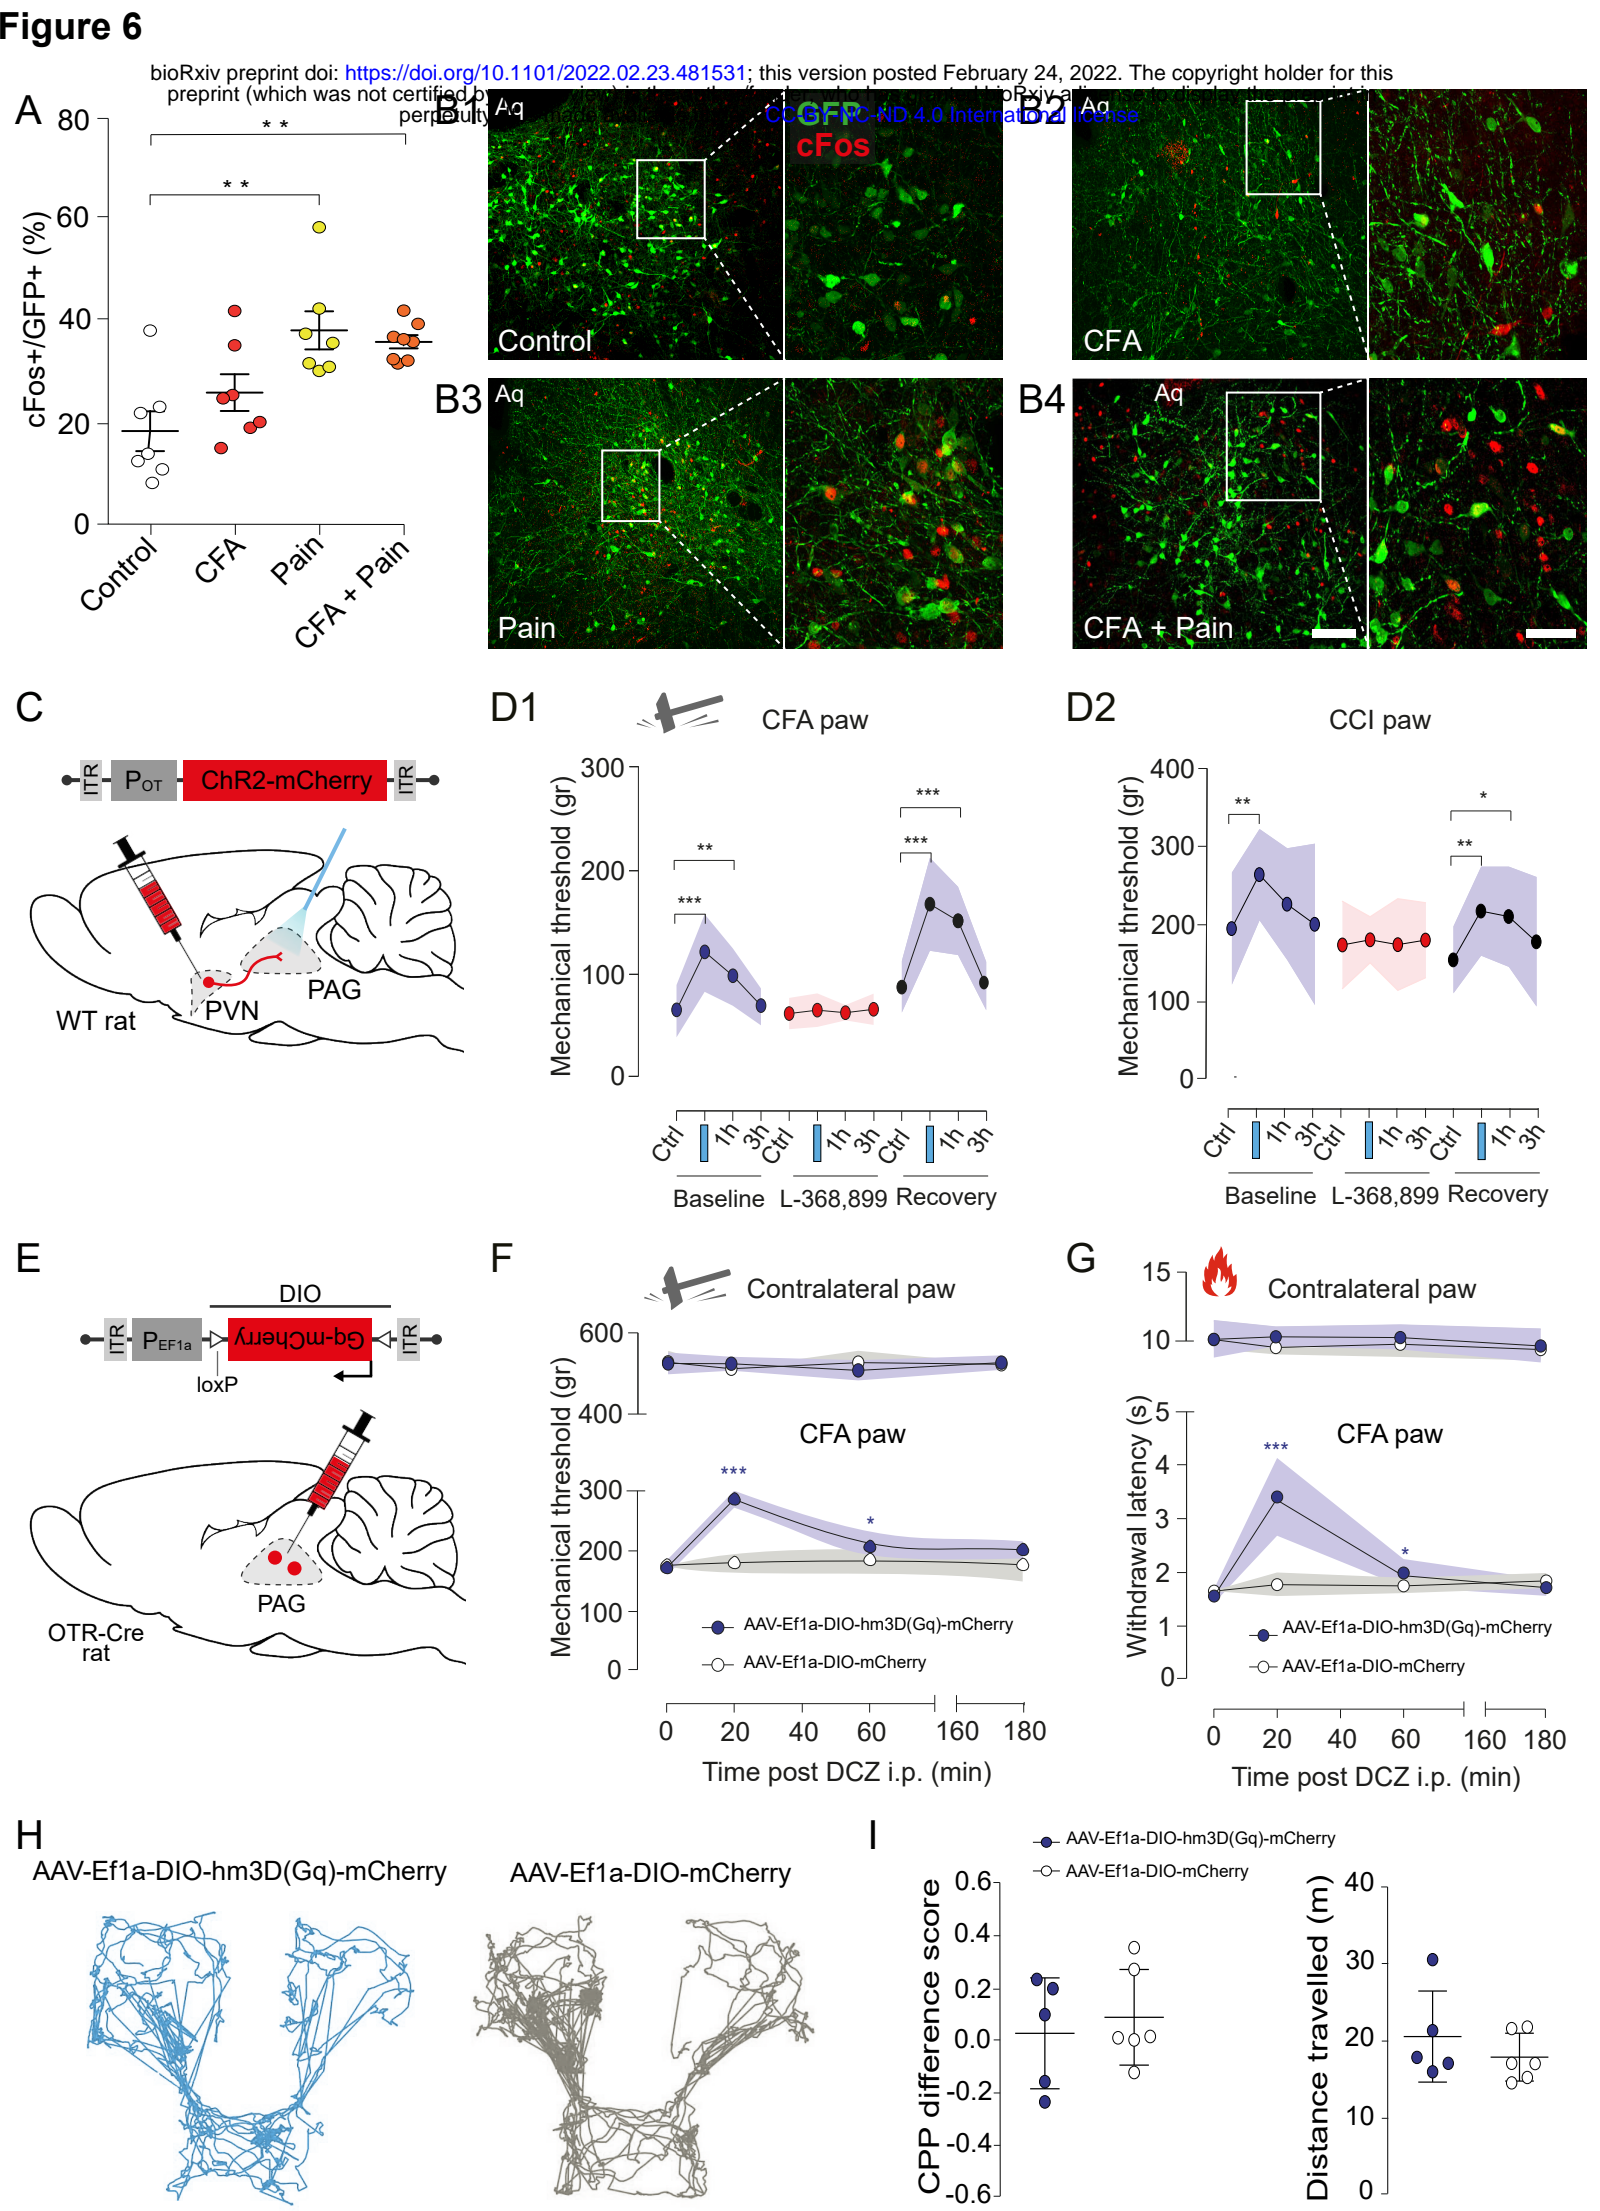 Figure 6
bioRxiv preprint doi: https://doi.org/10.1101/2022.02.23.481531; this version posted February 24, 2022. The copyright holder for this
preprint (which was not certified by
perpetuity
CC-BY-NC-ND 4.0 International license
A
80
60
40
20
0
cFos+/GFP+ (%)
* *
* *
Control
CFA
Pain
CFA + Pain
B1
Aq
GFP
cFos
Control
B2
Aq
CFA
B3
Aq
Pain
B4
Aq
CFA + Pain
C
ITR
POT
ChR2-mCherry
ITR
PVN
PAG
WT rat
D1
CFA paw
Mechanical threshold (gr)
300
200
100
0
***
**
***
***
Ctrl
1h
3h
Ctrl
1h
3h
Ctrl
1h
3h
Baseline
L-368,899
Recovery
D2
CCI paw
Mechanical threshold (gr)
400
300
200
100
0
**
**
*
Ctrl
1h
3h
Ctrl
1h
3h
Ctrl
1h
3h
Baseline
L-368,899
Recovery
E
DIO
ITR
PEF1a
Gq-mCherry
ITR
loxP
PAG
OTR-Cre
rat
F
Contralateral paw
Mechanical threshold (gr)
600
400
CFA paw
300
200
100
0
***
*
AAV-Ef1a-DIO-hm3D(Gq)-mCherry
AAV-Ef1a-DIO-mCherry
0 20 40 60 160 180
Time post DCZ i.p. (min)
G
Contralateral paw
15
10
Withdrawal latency (s)
CFA paw
5
4
3
2
1
0
***
*
AAV-Ef1a-DIO-hm3D(Gq)-mCherry
AAV-Ef1a-DIO-mCherry
0 20 40 60 160 180
Time post DCZ i.p. (min)
H
AAV-Ef1a-DIO-hm3D(Gq)-mCherry
AAV-Ef1a-DIO-mCherry
I
AAV-Ef1a-DIO-hm3D(Gq)-mCherry
AAV-Ef1a-DIO-mCherry
CPP difference score
0.6
0.4
0.2
0.0
-0.2
-0.4
-0.6
Distance travelled (m)
40
30
20
10
0